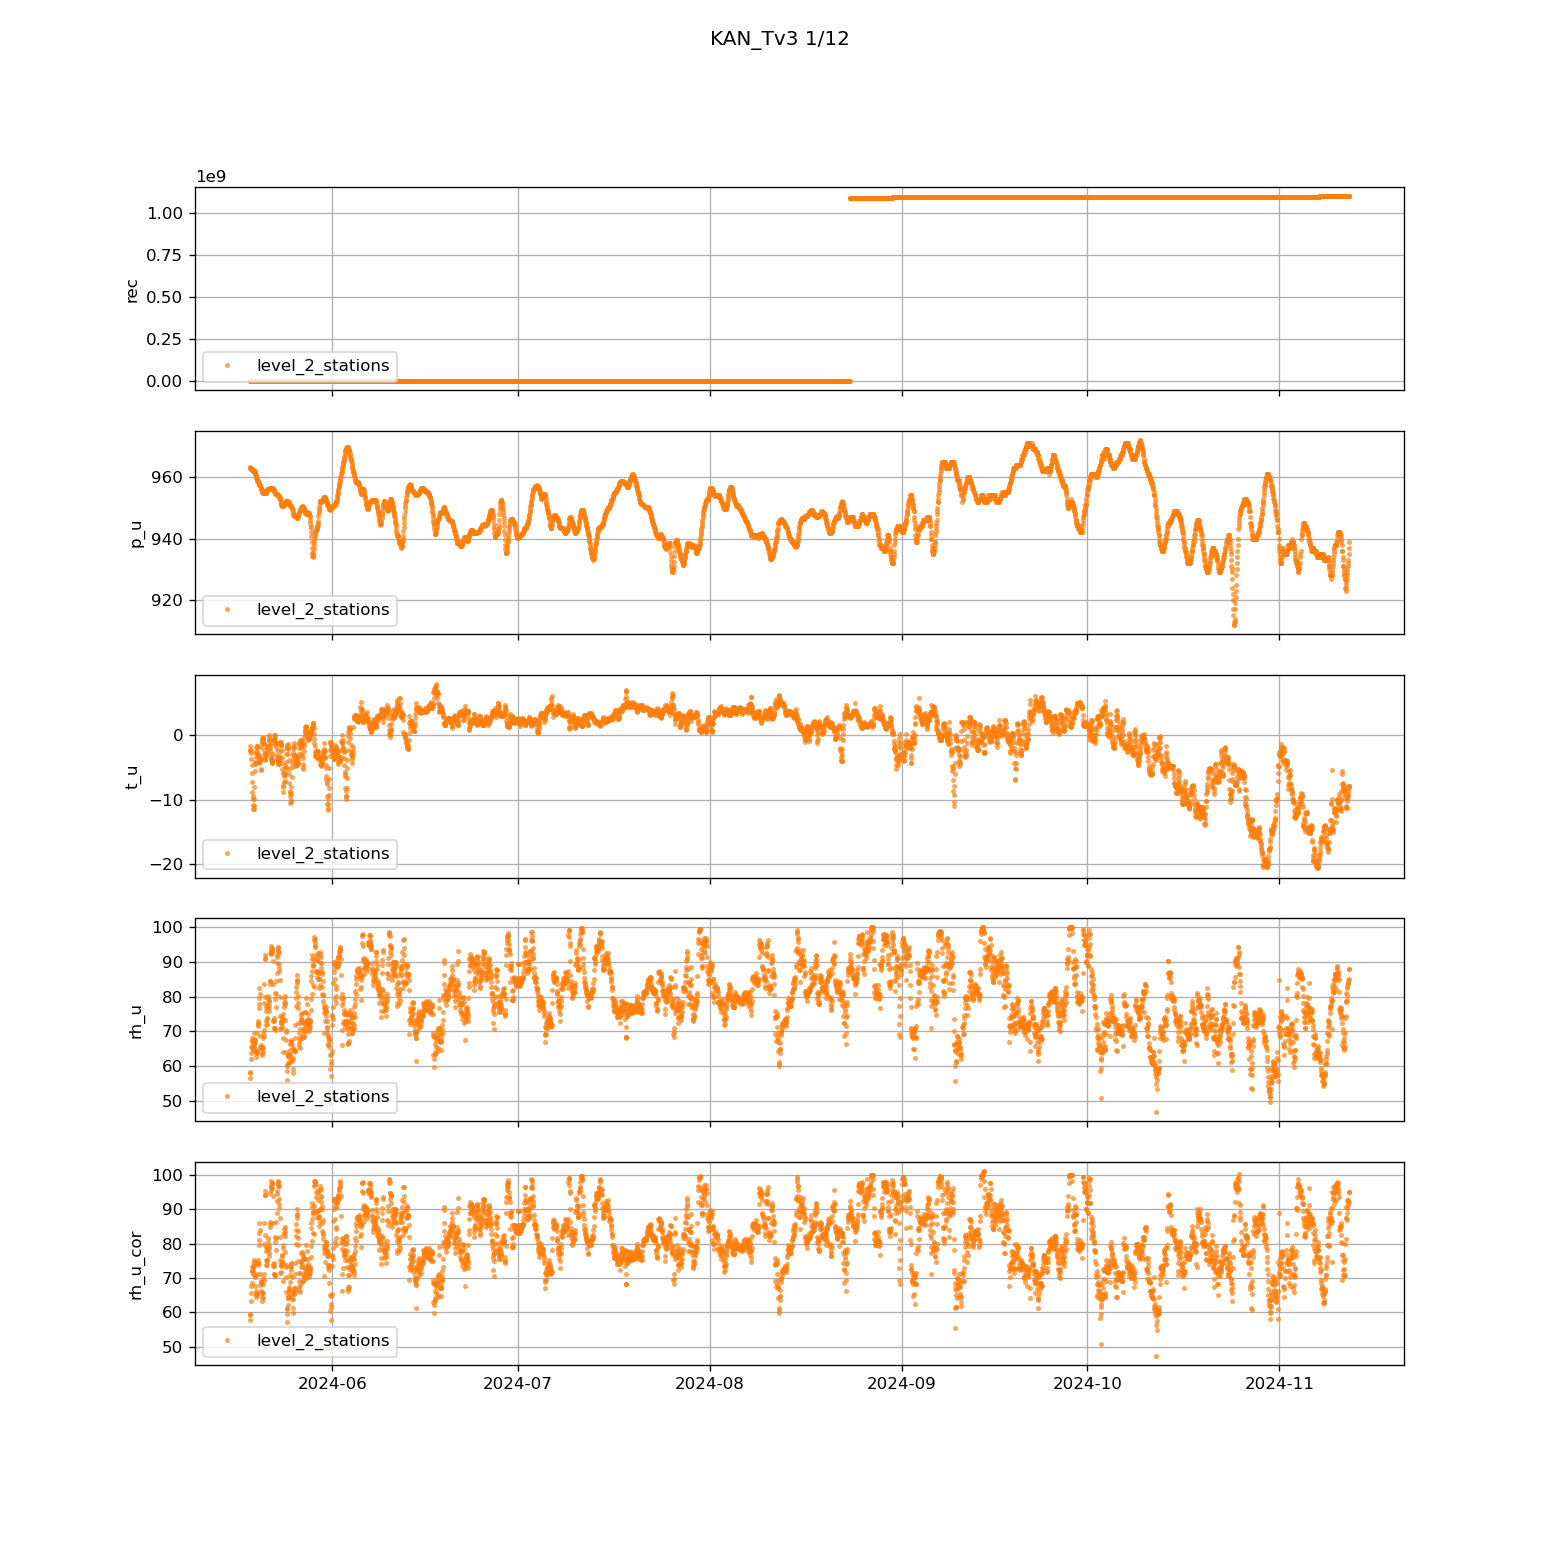 KAN_Tv3 1/12
1e9
1.00
0.75
0.50
0.25
0.00
rec
level_2_stations
960
940
920
p_u
level_2_stations
0
−10
−20
t_u
level_2_stations
100
90
80
70
60
50
rh_u
level_2_stations
100
90
80
70
60
50
rh_u_cor
level_2_stations
2024-06 2024-07 2024-08 2024-09 2024-10 2024-11